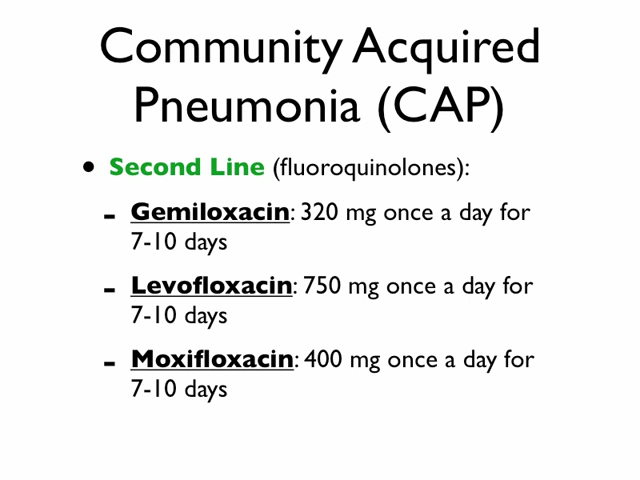 Community Acquired
Pneumonia (CAP)
• Second Line (fluoroquinolones):
- Gemiloxacin: 320 mg once a day for
7-10 days
- Levofloxacin: 750 mg once a day for
7-10 days
- Moxifloxacin: 400 mg once a day for
7-10 days